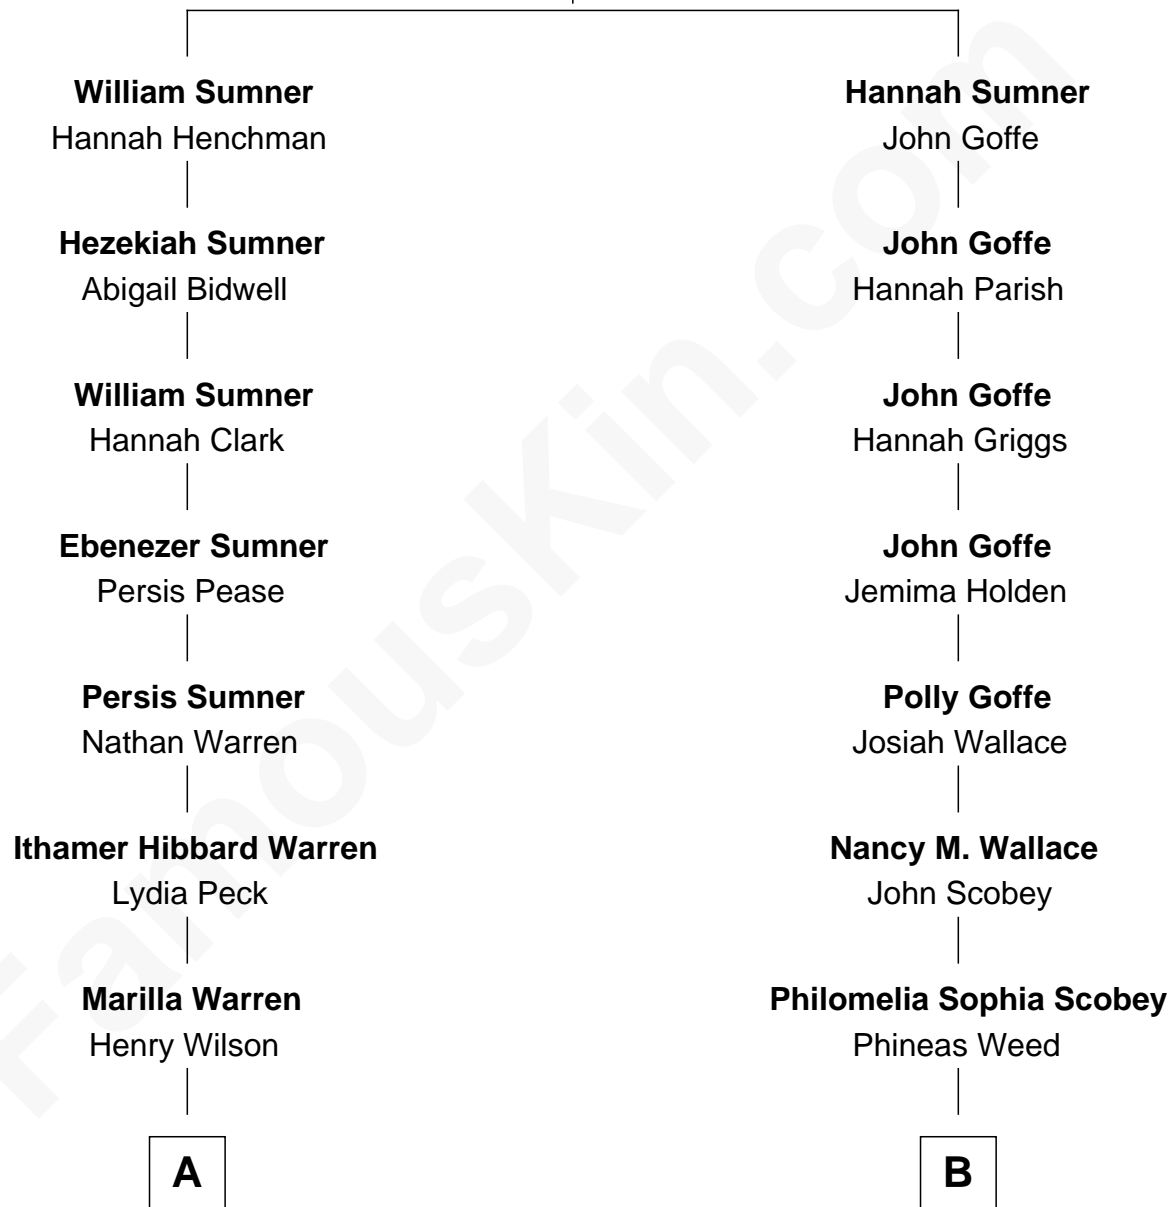 William Sumner
Hannah Henchman
Hezekiah Sumner
Abigail Bidwell
William Sumner
Hannah Clark
Ebenezer Sumner
Persis Pease
Persis Sumner
Nathan Warren
Ithamer Hibbard Warren
Lydia Peck
Marilla Warren
Henry Wilson
A
Hannah Sumner
John Goffe
John Goffe
Hannah Parish
John Goffe
Hannah Griggs
John Goffe
Jemima Holden
Polly Goffe
Josiah Wallace
Nancy M. Wallace
John Scobey
Philomelia Sophia Scobey
Phineas Weed
B
FamousKin.com